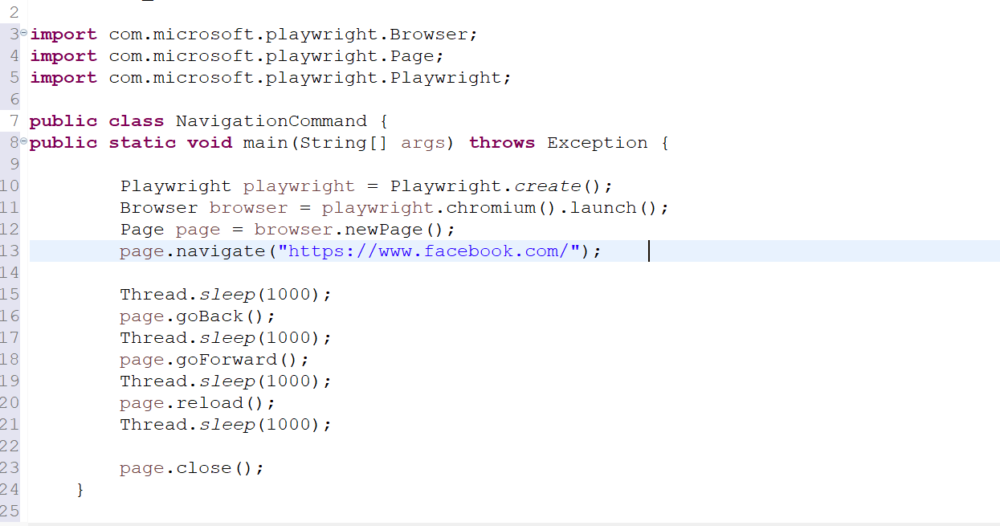 2
3 import com.microsoft.playwright.Browser;
4 import com.microsoft.playwright.Page;
5 import com.microsoft.playwright.Playwright;
6
7 public class NavigationCommand {
8 public static void main(String[] args) throws Exception {
9
10 Playwright playwright = Playwright.create();
11 Browser browser = playwright.chromium().launch();
12 Page page = browser.newPage();
13 page.navigate("https://www.facebook.com/");
14
15 Thread.sleep(1000);
16 page.goBack();
17 Thread.sleep(1000);
18 page.goForward();
19 Thread.sleep(1000);
20 page.reload();
21 Thread.sleep(1000);
22
23 page.close();
24 }
25